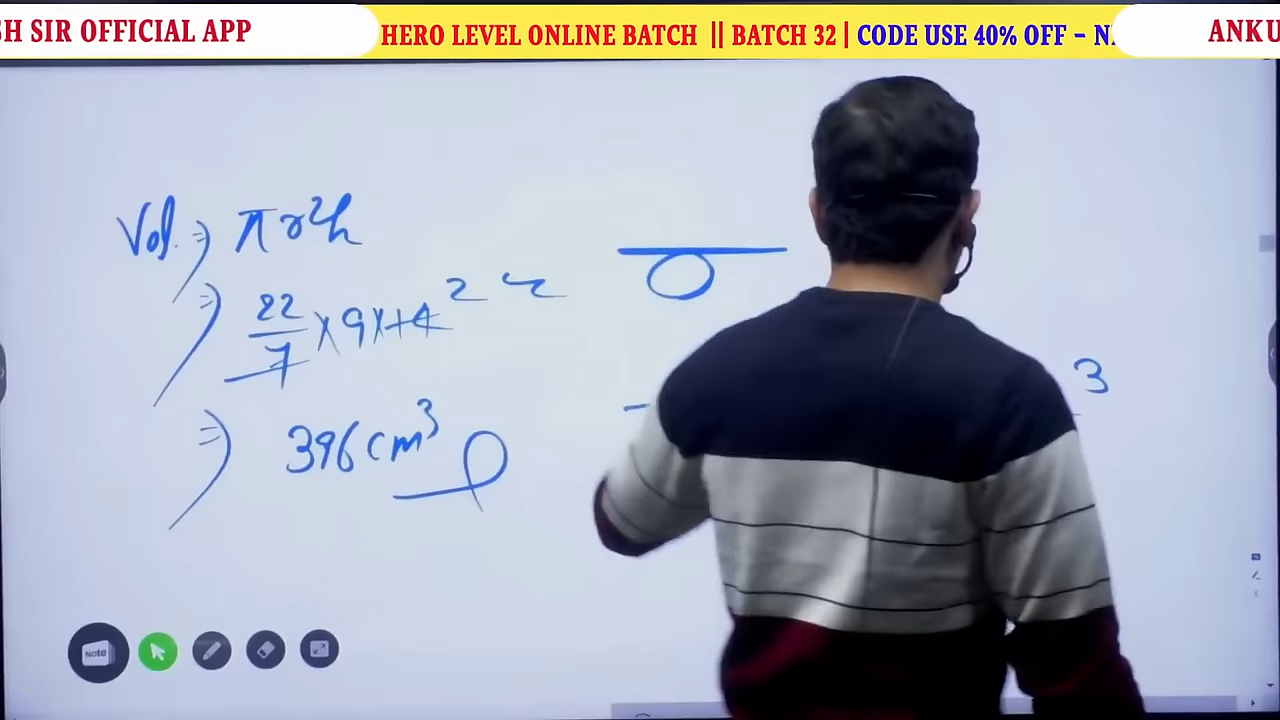 SH SIR OFFICIAL APP
HERO LEVEL ONLINE BATCH || BATCH 32 | CODE USE 40% OFF - N
ANKU
Vol. ⇒ πr²h
⇒ 22/7 × 9 × 14 2
⇒ 396 cm³
3
Note